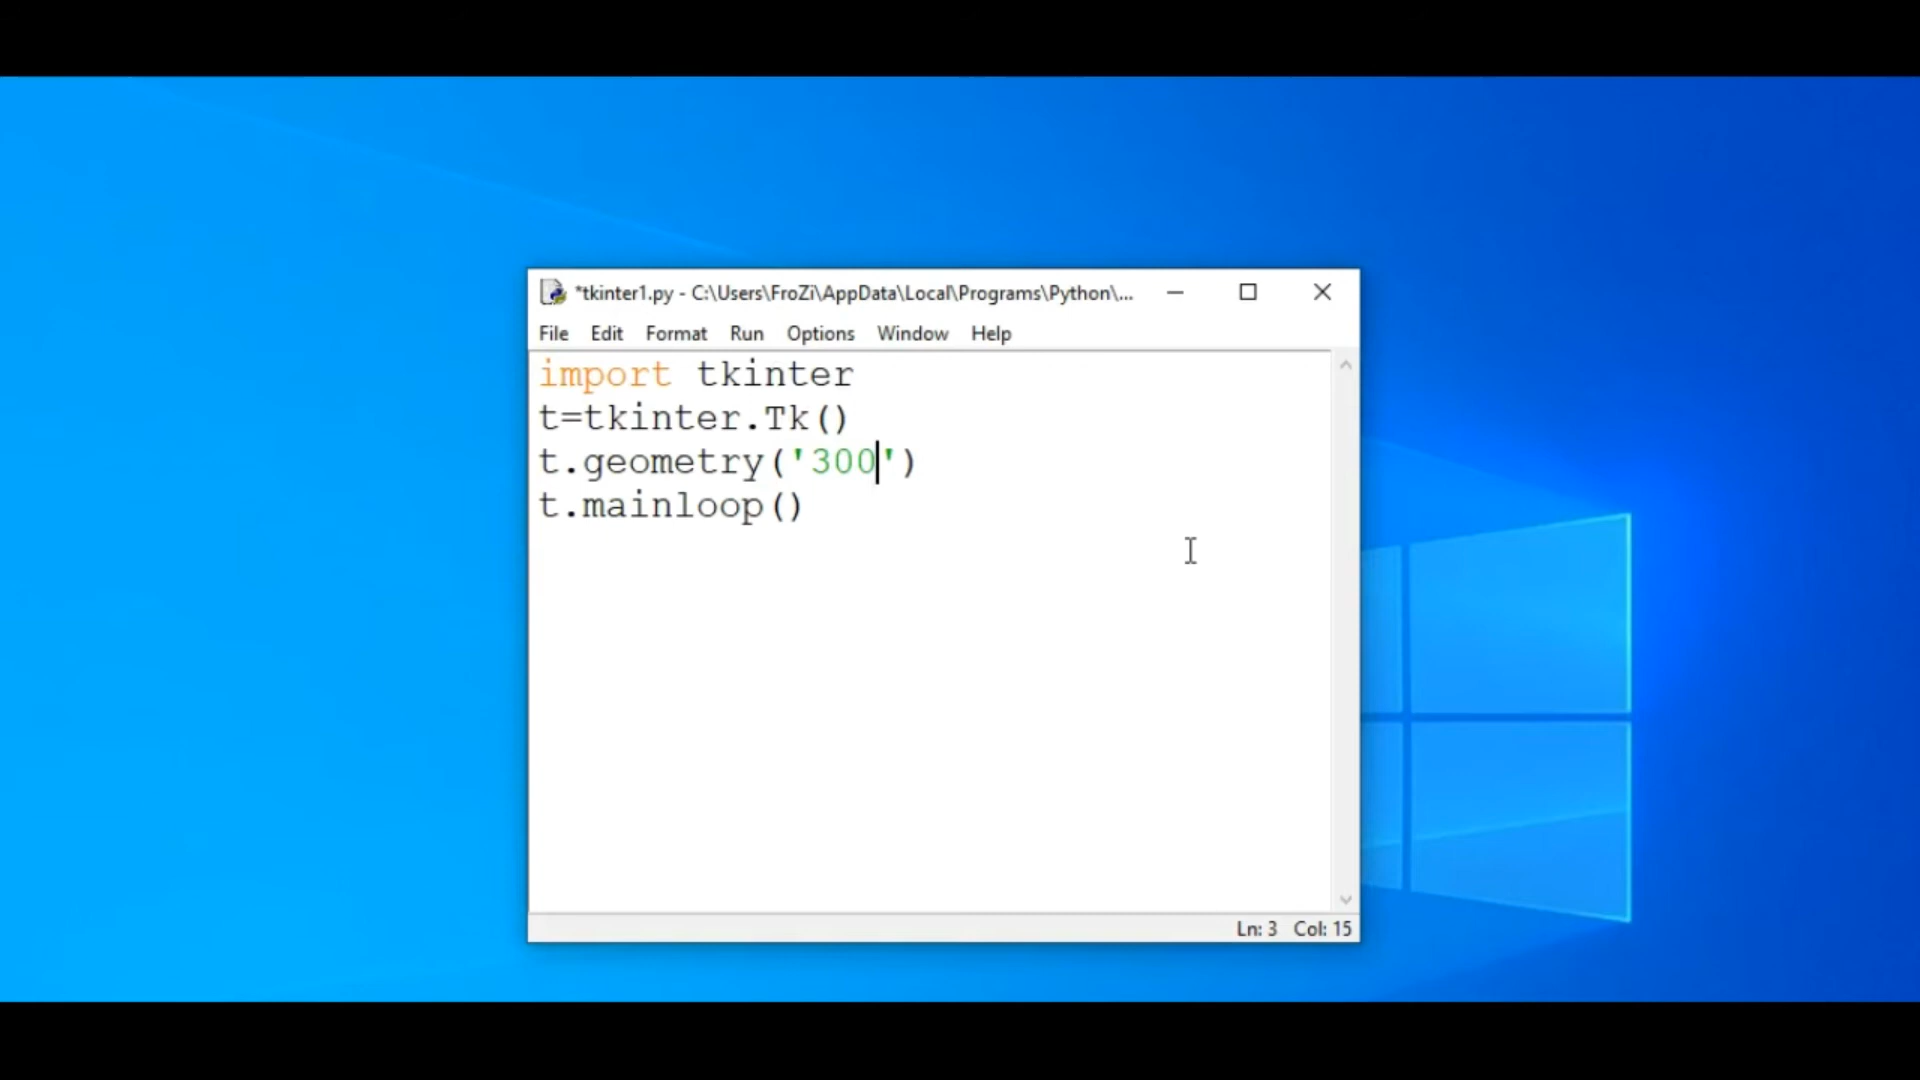 *tkinter1.py - C:\Users\FroZi\AppData\Local\Programs\Python\...
File Edit Format Run Options Window Help
import tkinter
t=tkinter.Tk()
t.geometry('300')
t.mainloop()
Ln: 3 Col: 15